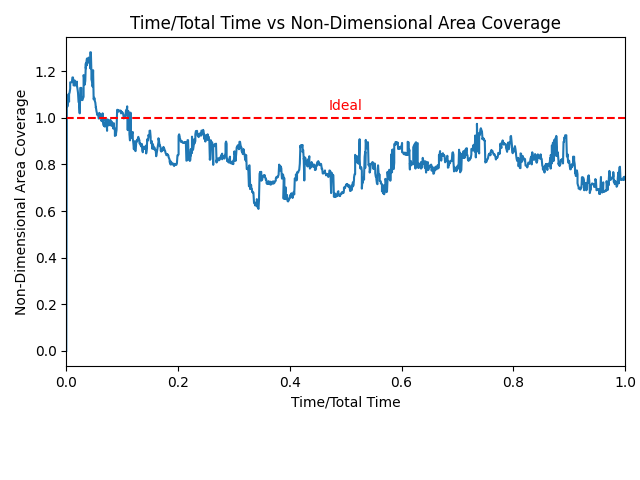 Time/Total Time vs Non-Dimensional Area Coverage
Non-Dimensional Area Coverage
1.2
1.0
0.8
0.6
0.4
0.2
0.0
Ideal
0.0 0.2 0.4 0.6 0.8 1.0
Time/Total Time